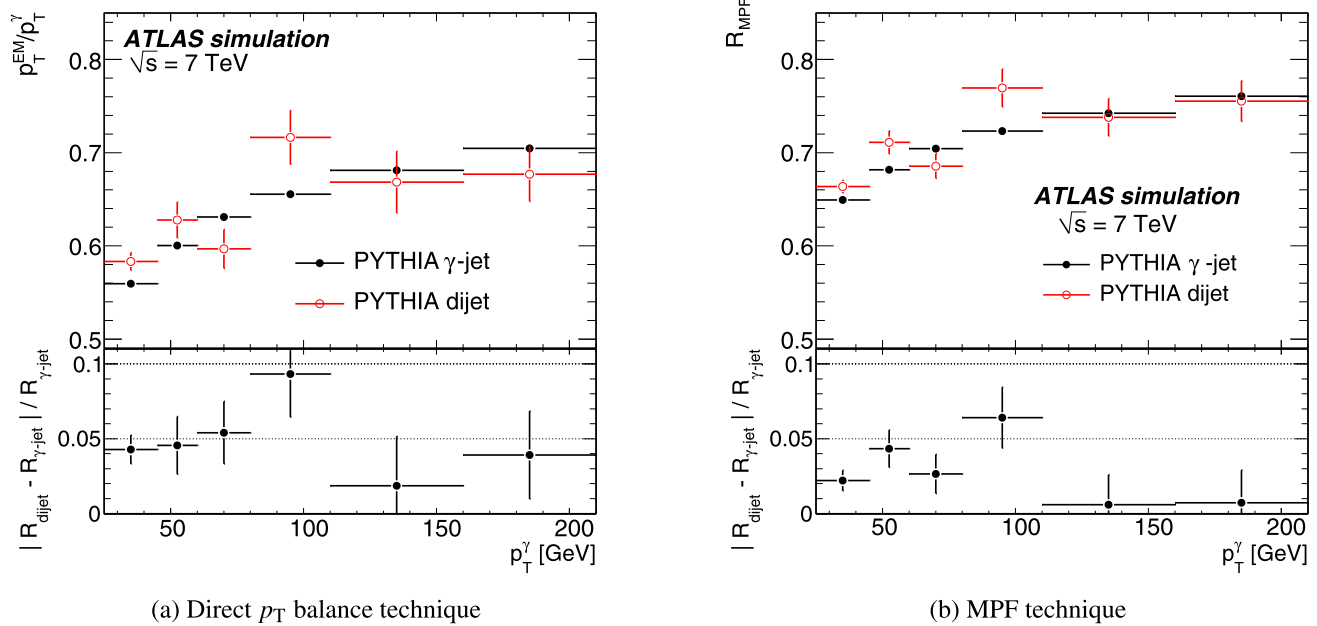 p_T^EM/p_T^γ
ATLAS simulation
√s = 7 TeV
0.8
0.7
0.6
0.5
PYTHIA γ-jet
PYTHIA dijet
| R_dijet - R_γ-jet | / R_γ-jet
0.1
0.05
0
50 100 150 200
p_T^γ [GeV]
(a) Direct p_T balance technique
R_MPF
0.8
0.7
0.6
0.5
ATLAS simulation
√s = 7 TeV
PYTHIA γ -jet
PYTHIA dijet
| R_dijet - R_γ-jet | / R_γ-jet
0.1
0.05
0
50 100 150 200
p_T^γ [GeV]
(b) MPF technique